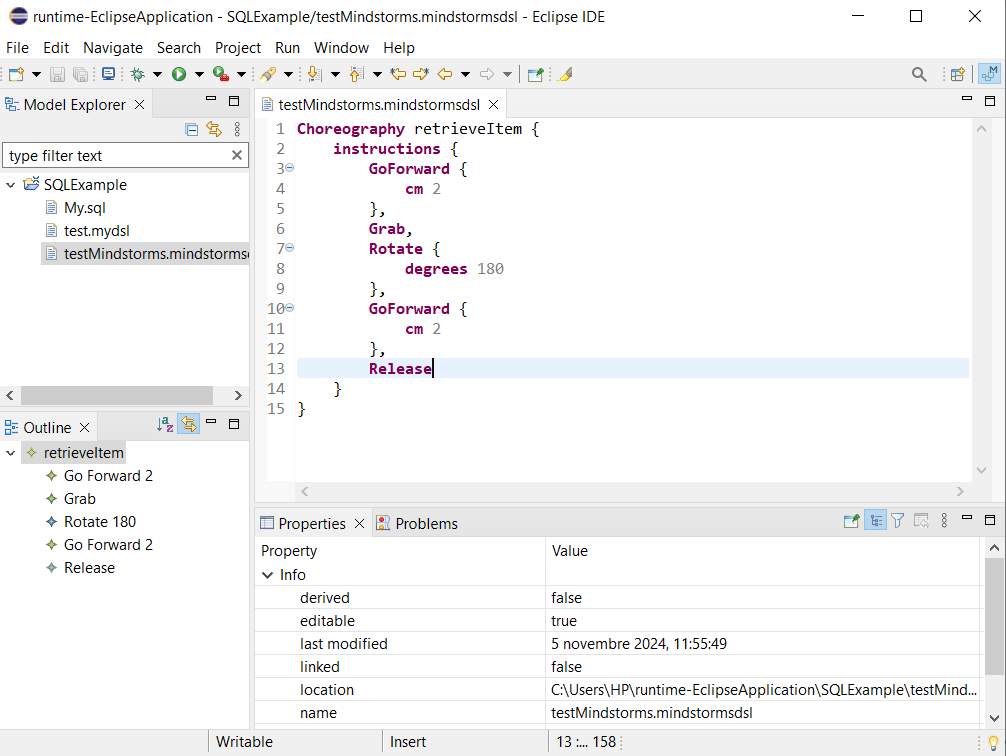 runtime-EclipseApplication - SQLExample/testMindstorms.mindstormsdsl - Eclipse IDE
File Edit Navigate Search Project Run Window Help
Model Explorer
type filter text
SQLExample
My.sql
test.mydsl
testMindstorms.mindstorms
Outline
retrieveItem
Go Forward 2
Grab
Rotate 180
Go Forward 2
Release
testMindstorms.mindstormsdsl
1 Choreography retrieveItem {
2 instructions {
3 GoForward {
4 cm 2
5 },
6 Grab,
7 Rotate {
8 degrees 180
9 },
10 GoForward {
11 cm 2
12 },
13 Release
14 }
15 }
Properties Problems
Property Value
Info
derived false
editable true
last modified 5 novembre 2024, 11:55:49
linked false
location C:\Users\HP\runtime-EclipseApplication\SQLExample\testMind...
name testMindstorms.mindstormsdsl
Writable Insert 13 :... 158